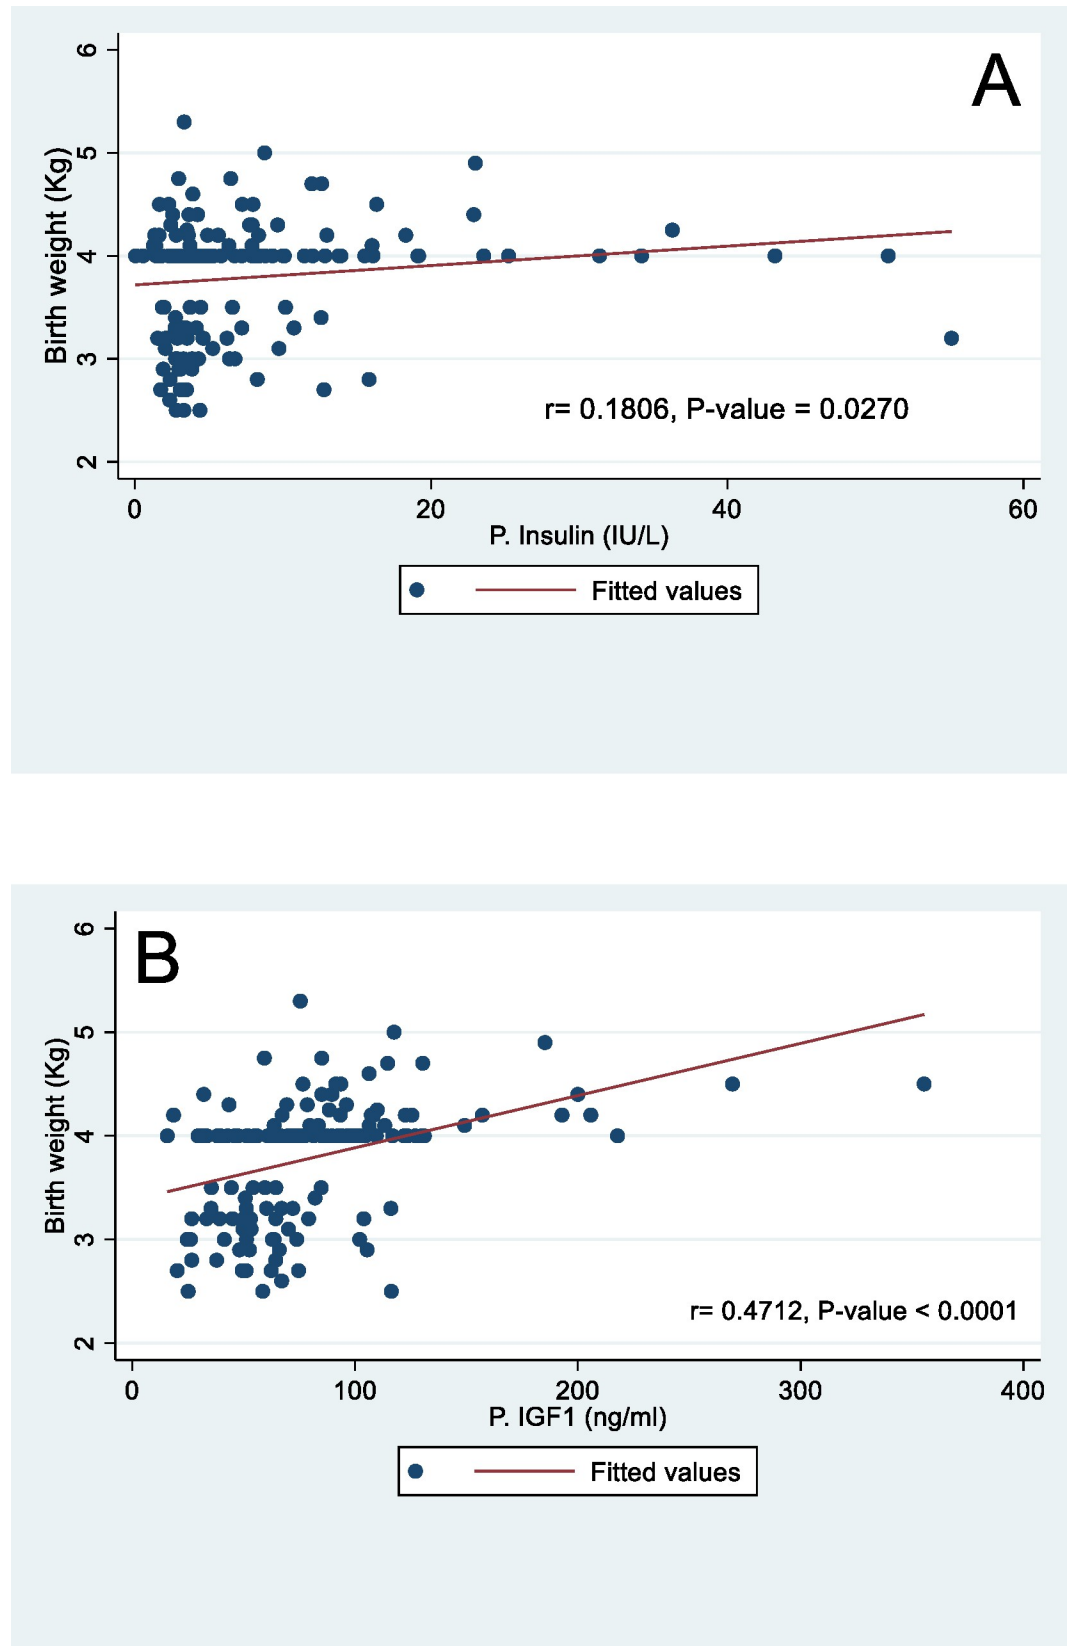 A
6
5
4
3
2
Birth weight (Kg)
r= 0.1806, P-value = 0.0270
0 20 40 60
P. Insulin (IU/L)
Fitted values
B
6
5
4
3
2
Birth weight (Kg)
r= 0.4712, P-value < 0.0001
0 100 200 300 400
P. IGF1 (ng/ml)
Fitted values